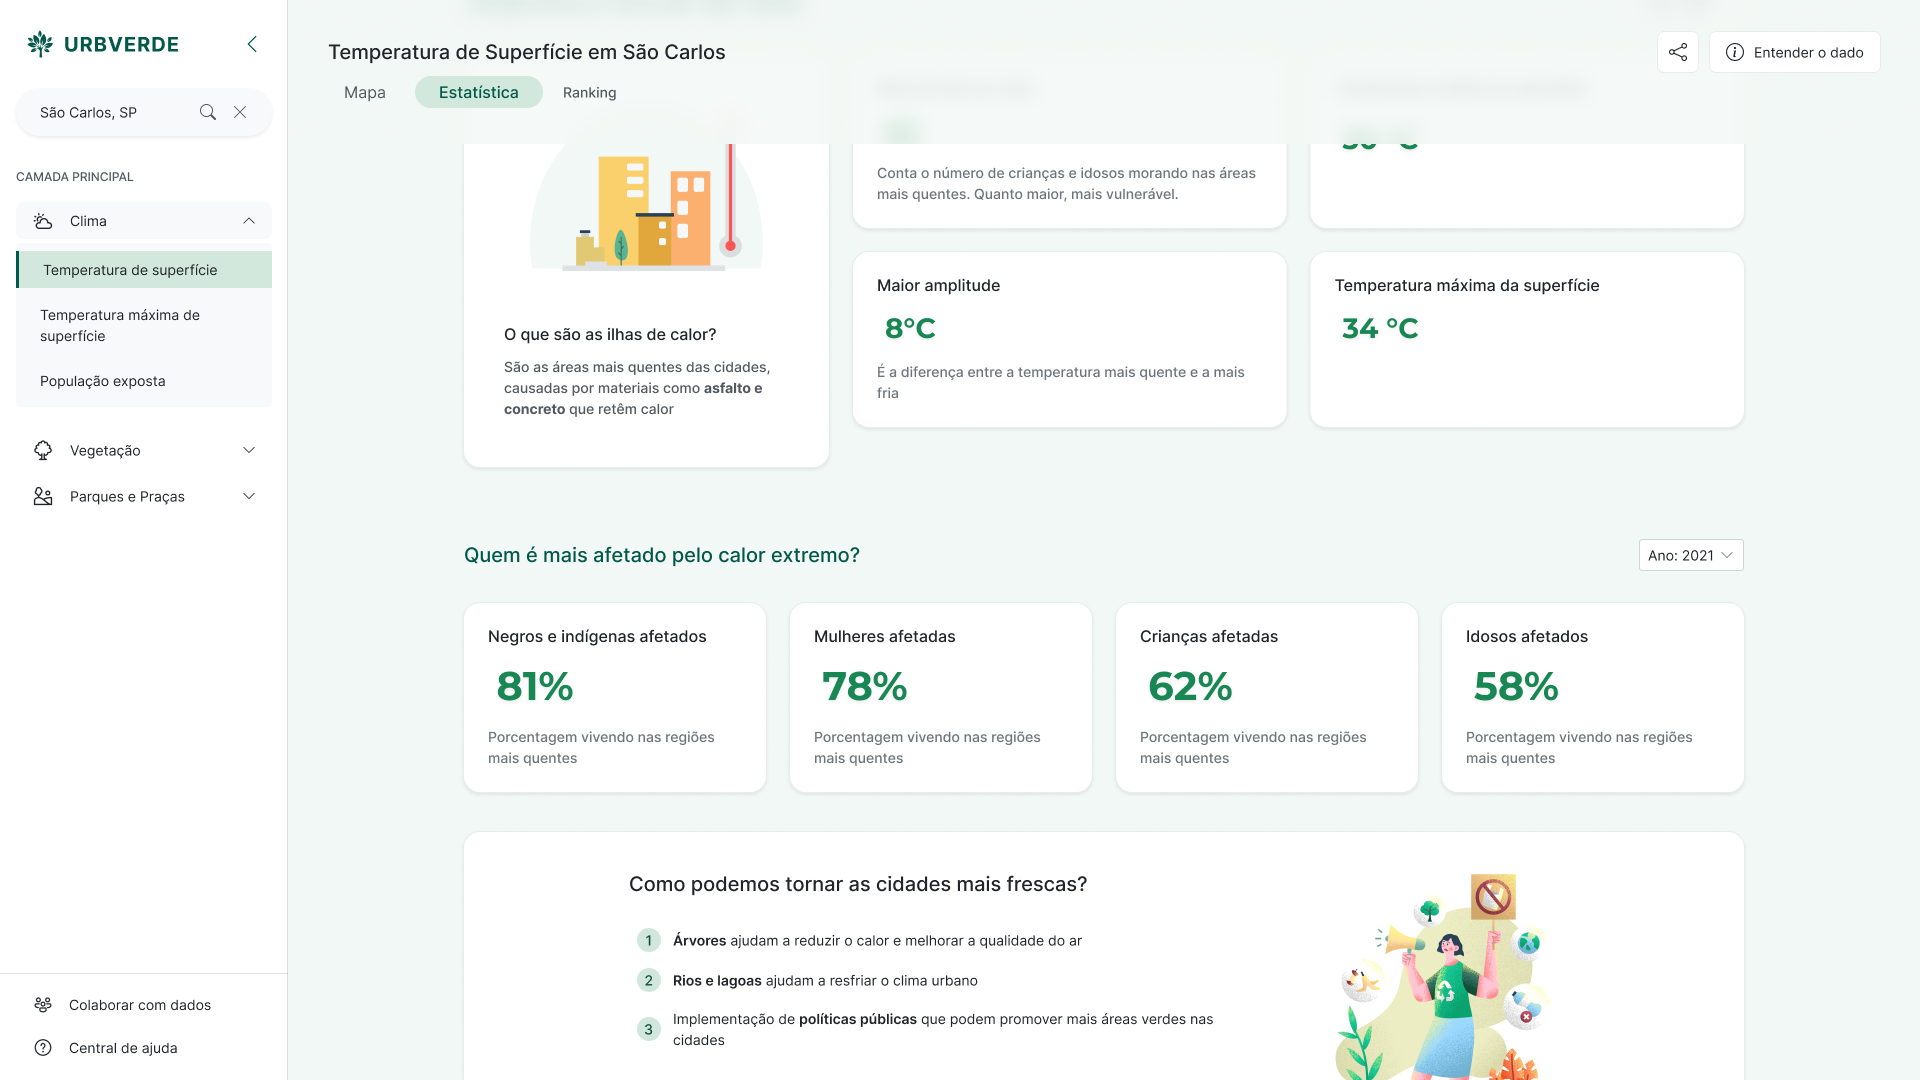 URBVERDE
São Carlos, SP
CAMADA PRINCIPAL
Clima
Temperatura de superfície
Temperatura máxima de
superfície
População exposta
Vegetação
Parques e Praças
Colaborar com dados
Central de ajuda
Temperatura de Superfície em São Carlos
Entender o dado
Mapa
Estatística
Ranking
O que são as ilhas de calor?
São as áreas mais quentes das cidades,
causadas por materiais como asfalto e
concreto que retêm calor
Conta o número de crianças e idosos morando nas áreas
mais quentes. Quanto maior, mais vulnerável.
Maior amplitude
8°C
É a diferença entre a temperatura mais quente e a mais
fria
Temperatura máxima da superfície
34 °C
Quem é mais afetado pelo calor extremo?
Ano: 2021
Negros e indígenas afetados
81%
Porcentagem vivendo nas regiões
mais quentes
Mulheres afetadas
78%
Porcentagem vivendo nas regiões
mais quentes
Crianças afetadas
62%
Porcentagem vivendo nas regiões
mais quentes
Idosos afetados
58%
Porcentagem vivendo nas regiões
mais quentes
Como podemos tornar as cidades mais frescas?
1 Árvores ajudam a reduzir o calor e melhorar a qualidade do ar
2 Rios e lagoas ajudam a resfriar o clima urbano
3 Implementação de políticas públicas que podem promover mais áreas verdes nas
cidades